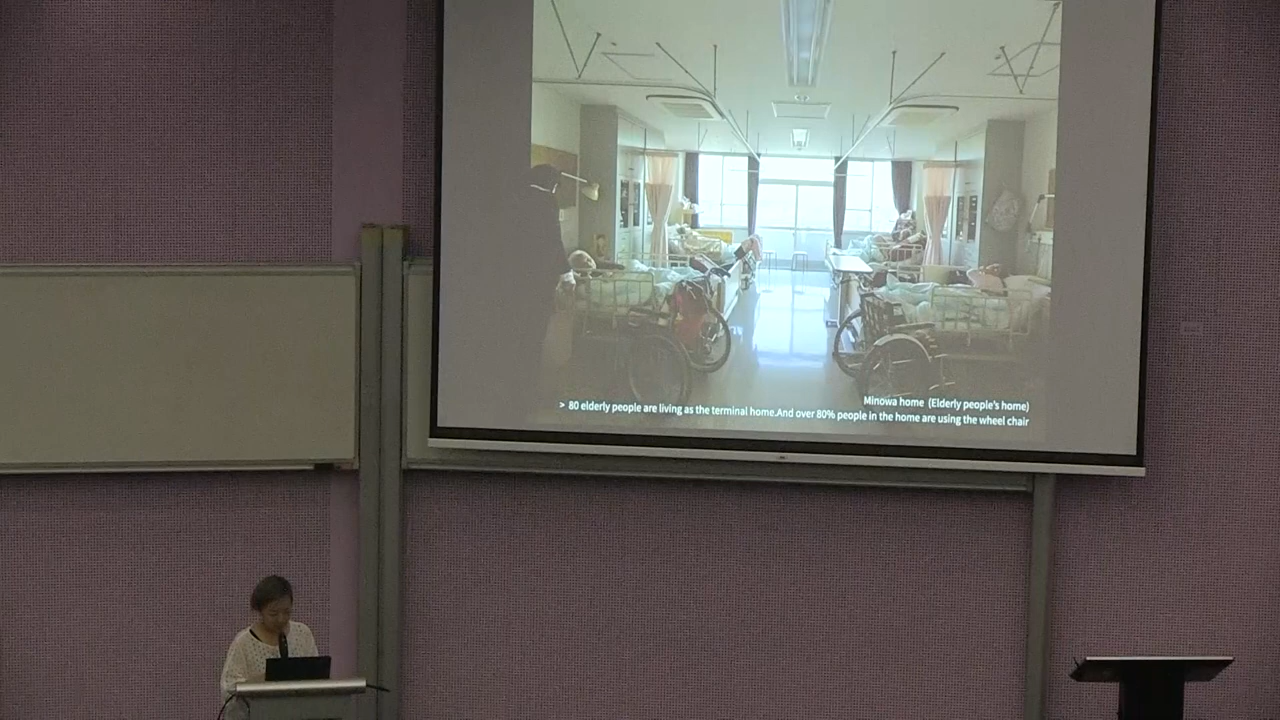 Minowa home (Elderly people's home)
> 80 elderly people are living as the terminal home.And over 80% people in the home are using the wheel chair